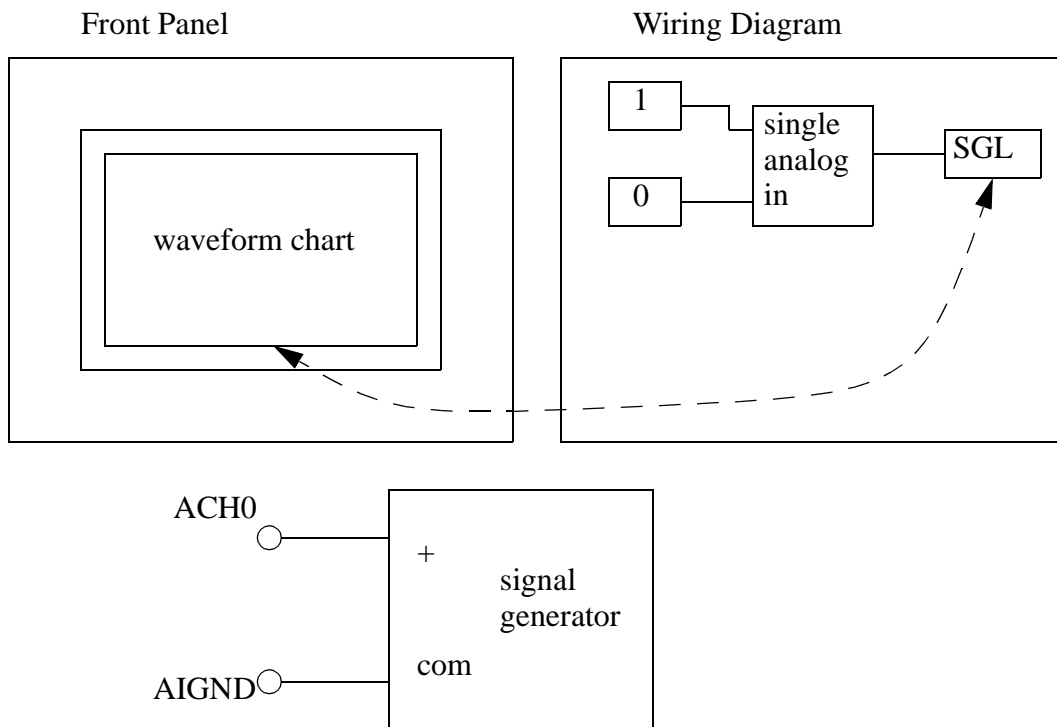 Front Panel
Wiring Diagram
waveform chart
1
0
single
analog
in
SGL
ACH0
AIGND
+
signal
generator
com